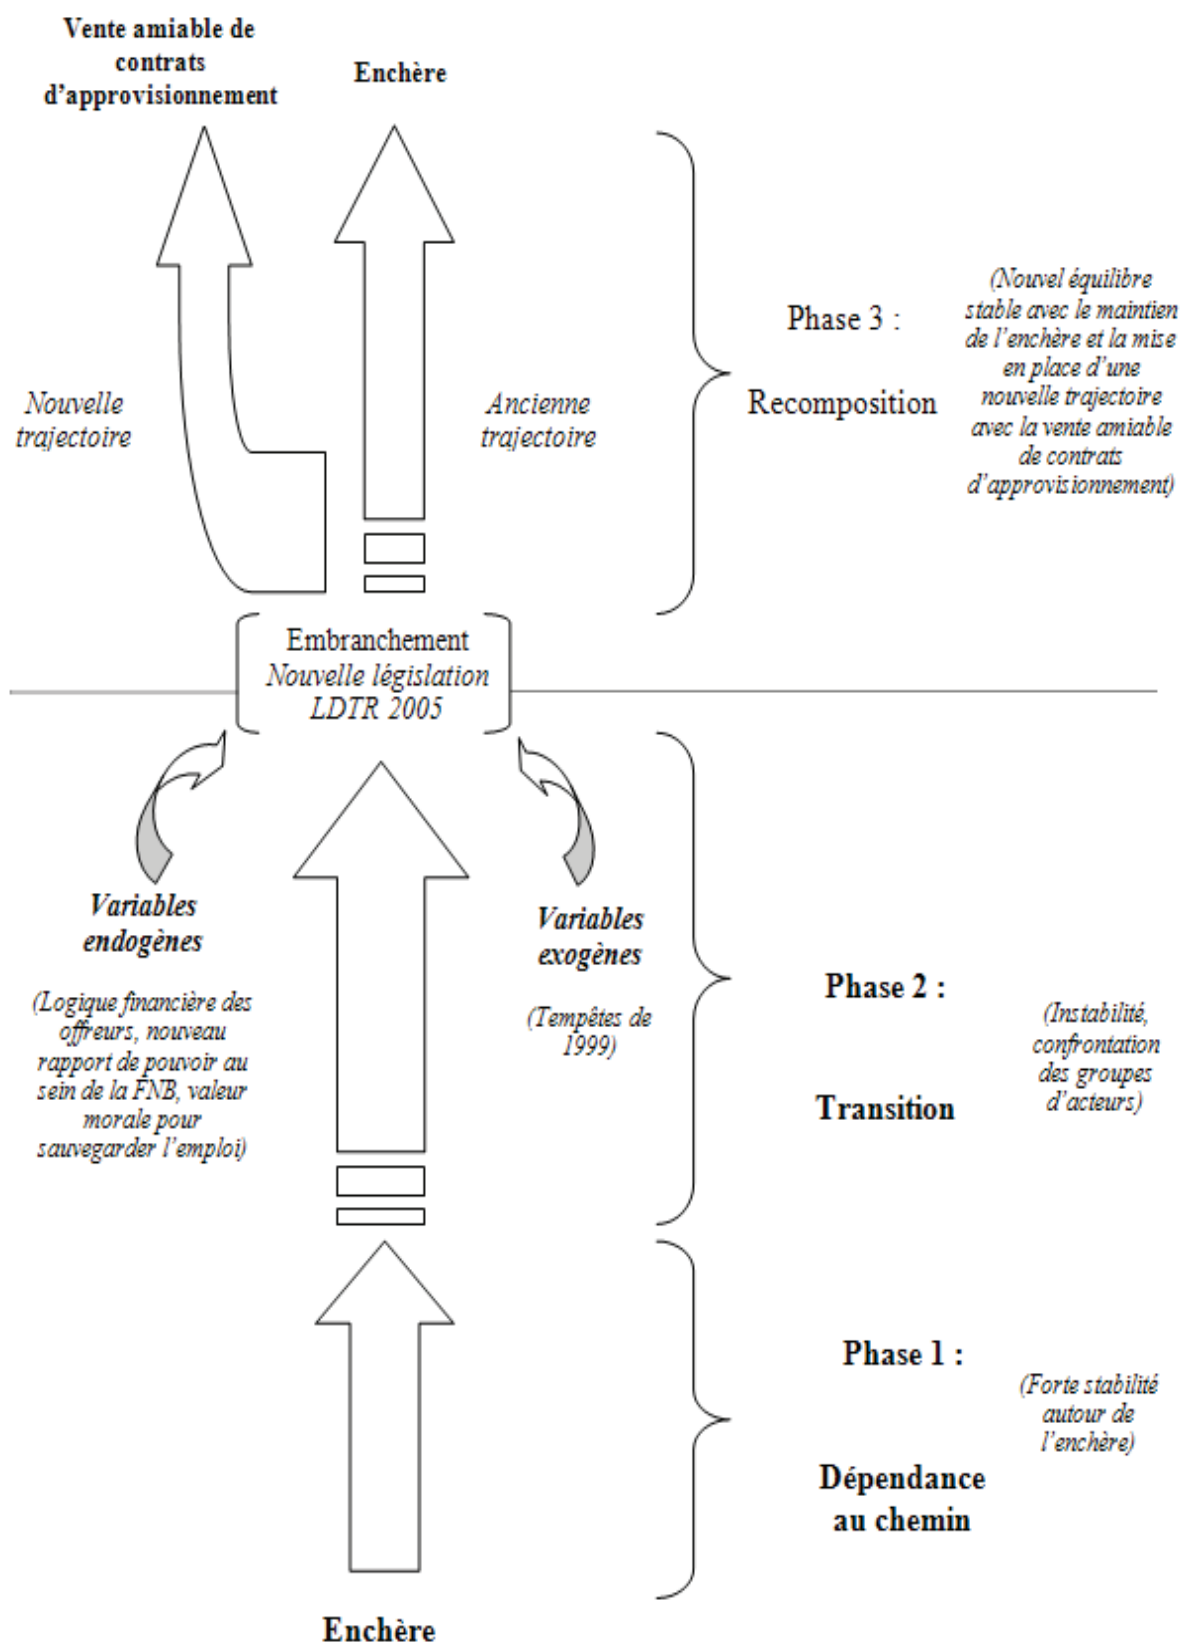 Vente amiable de
contrats
d'approvisionnement
Enchère
Nouvelle
trajectoire
Ancienne
trajectoire
Phase 3 :
Recomposition
(Nouvel équilibre
stable avec le maintien
de l'enchère et la mise
en place d'une
nouvelle trajectoire
avec la vente amiable
de contrats
d'approvisionnement)
Embranchement
Nouvelle législation
LDTR 2005
Variables
endogènes
(Logique financière des
offreurs, nouveau
rapport de pouvoir au
sein de la FNB, valeur
morale pour
sauvegarder l'emploi)
Variables
exogènes
(Tempêtes de
1999)
Phase 2 :
Transition
(Instabilité,
confrontation
des groupes
d'acteurs)
Phase 1 :
Dépendance
au chemin
(Forte stabilité
autour de
l'enchère)
Enchère